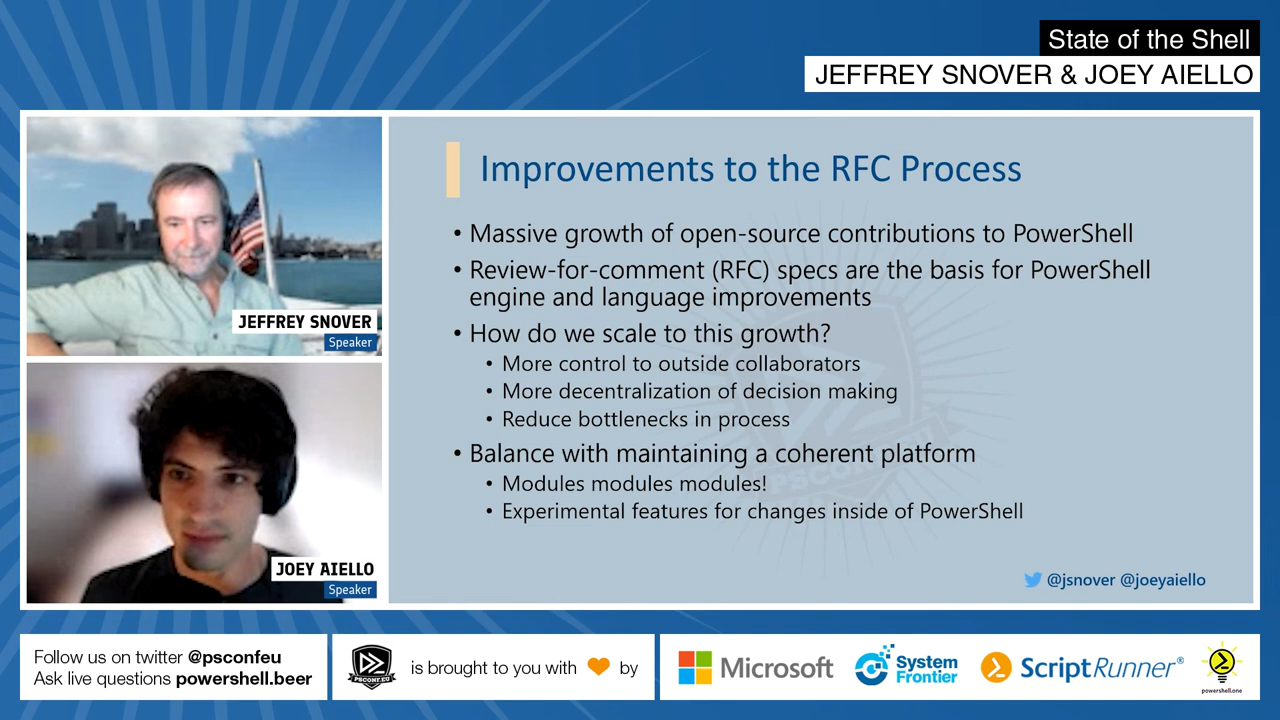 State of the Shell
JEFFREY SNOVER & JOEY AIELLO
JEFFREY SNOVER
Speaker
JOEY AIELLO
Speaker
Improvements to the RFC Process
• Massive growth of open-source contributions to PowerShell
• Review-for-comment (RFC) specs are the basis for PowerShell
engine and language improvements
• How do we scale to this growth?
• More control to outside collaborators
• More decentralization of decision making
• Reduce bottlenecks in process
• Balance with maintaining a coherent platform
• Modules modules modules!
• Experimental features for changes inside of PowerShell
@jsnover @joeyaiello
Follow us on twitter @psconfeu
Ask live questions powershell.beer
PSCONF.EU
is brought to you with
by
Microsoft
System
Frontier
ScriptRunner®
powershell.one